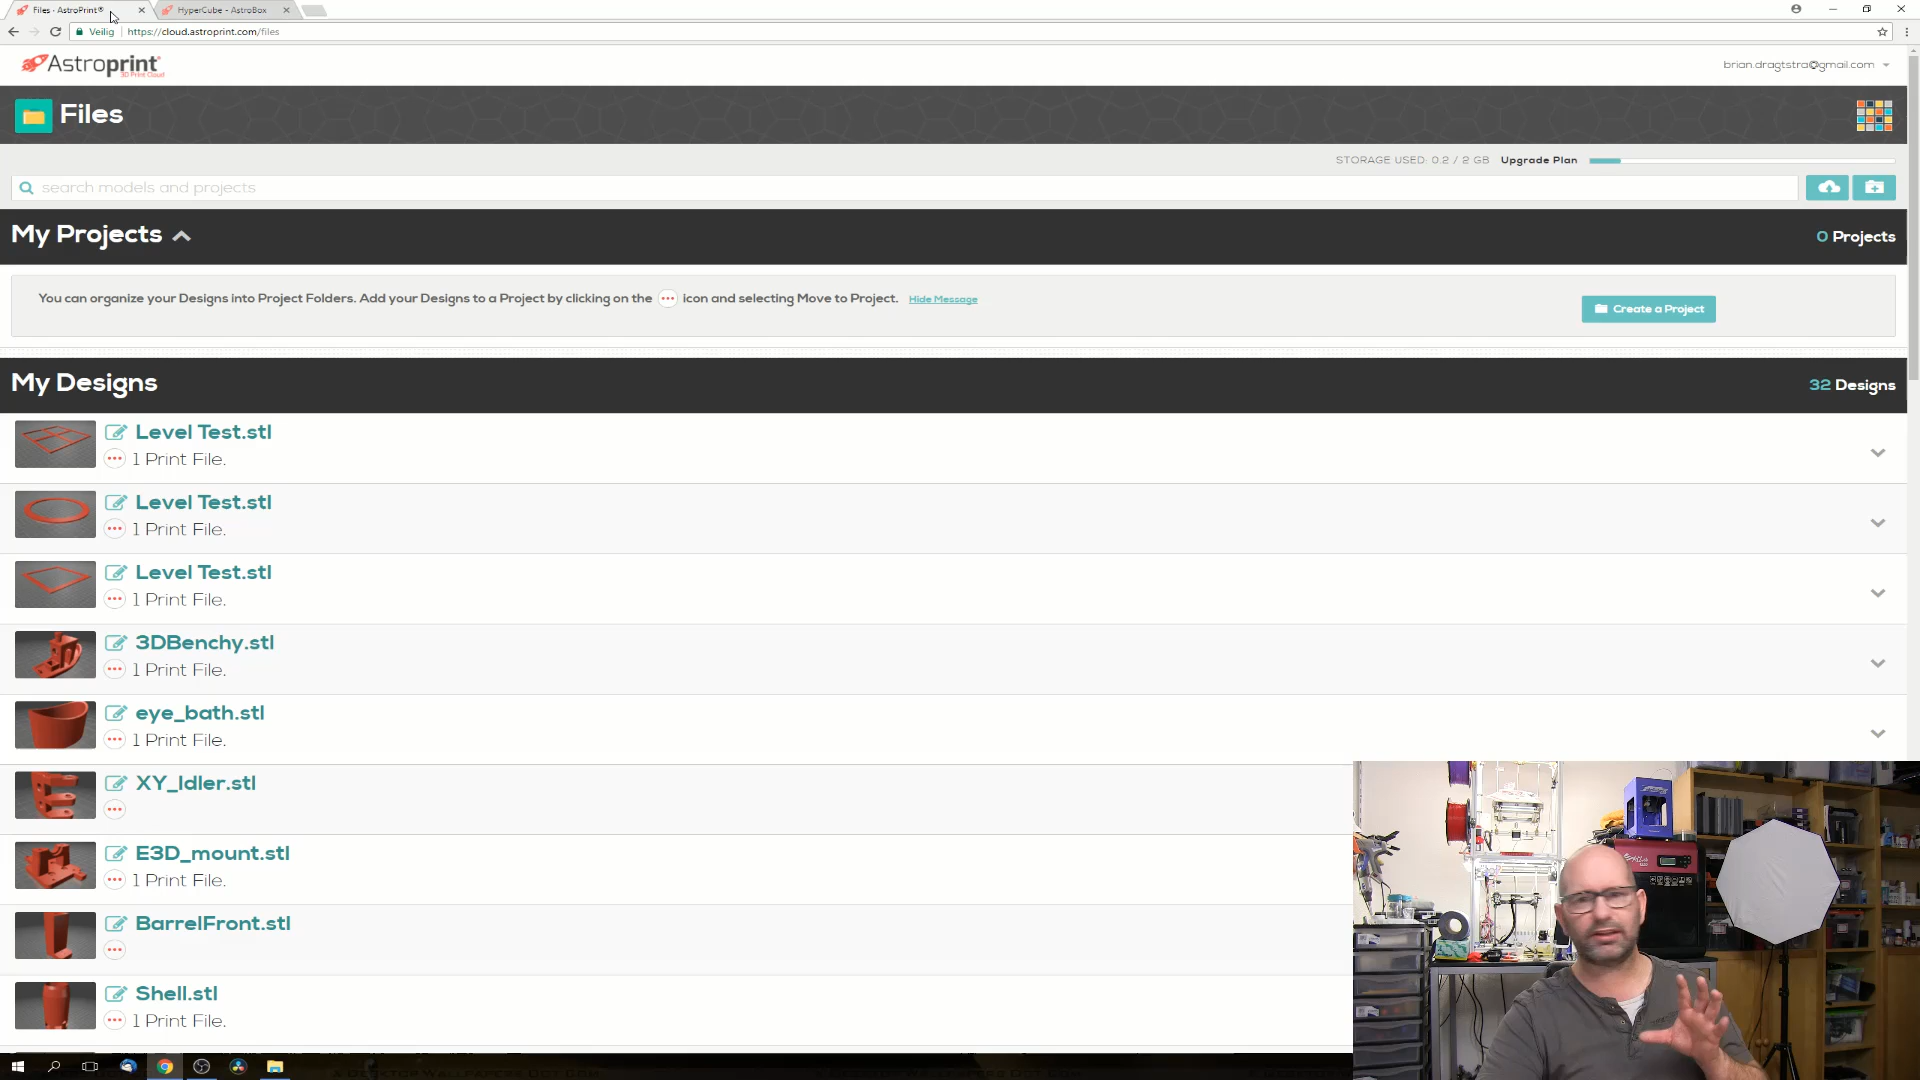 Files - AstroPrint®
HyperCube - AstroBox
Veilig
https://cloud.astroprint.com/files
Astroprint®
3D Print Cloud
brian.dragtstra@gmail.com
Files
STORAGE USED: 0.2 / 2 GB Upgrade Plan
search models and projects
My Projects
0 Projects
You can organize your Designs into Project Folders. Add your Designs to a Project by clicking on the ••• icon and selecting Move to Project. Hide Message
Create a Project
My Designs
32 Designs
Level Test.stl
1 Print File.
Level Test.stl
1 Print File.
Level Test.stl
1 Print File.
3DBenchy.stl
1 Print File.
eye_bath.stl
1 Print File.
XY_Idler.stl
E3D_mount.stl
1 Print File.
BarrelFront.stl
Shell.stl
1 Print File.